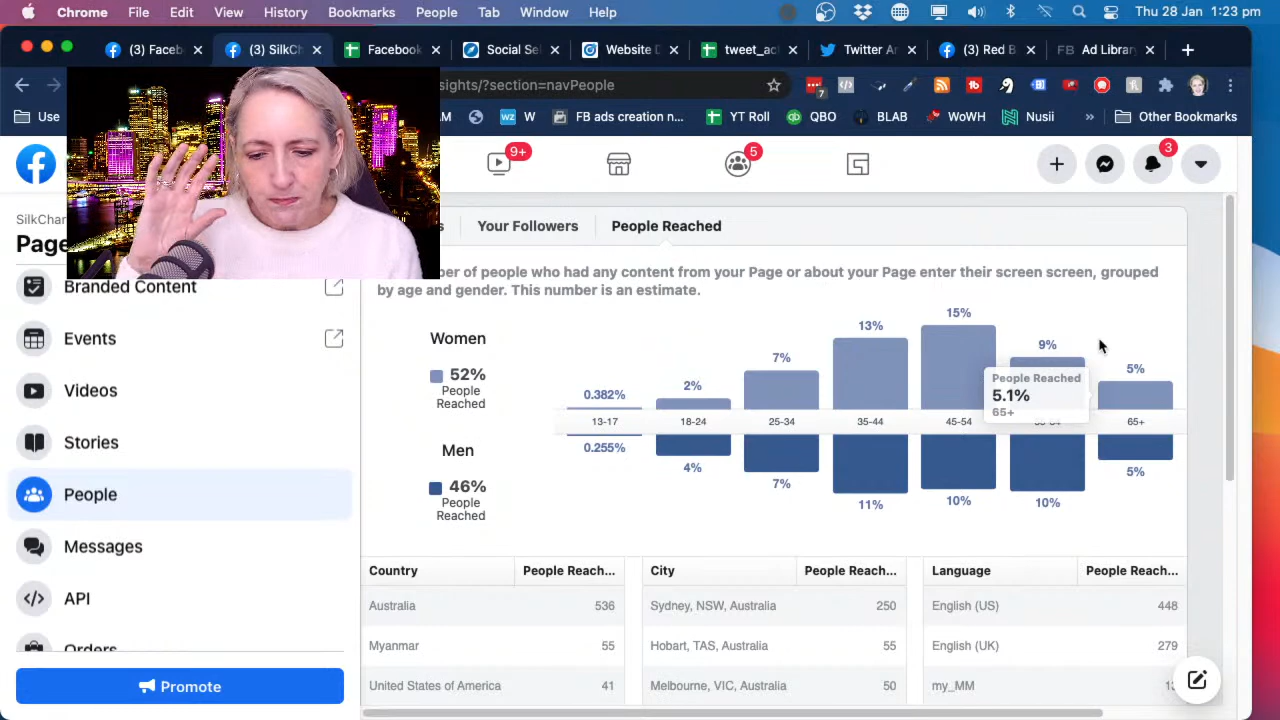 Chrome File Edit View History Bookmarks People Tab Window Help
Thu 28 Jan 1:23 pm
(3) Faceb
(3) SilkCh
Facebook
Social Se
Website D
tweet_ac
Twitter A
(3) Red B
FB Ad Library
sights/?section=navPeople
7
Use
W
FB ads creation n...
YT Roll
QBO
BLAB
WoWH
Nusii
»
Other Bookmarks
9+
5
3
SilkChar
Page
Branded Content
Events
Videos
Stories
People
Messages
API
Orders
Promote
Your Followers
People Reached
ber of people who had any content from your Page or about your Page enter their screen screen, grouped
by age and gender. This number is an estimate.
Women
52%
People
Reached
0.382%
2%
7%
13%
15%
9%
5%
13-17
18-24
25-34
35-44
45-54
65+
People Reached
5.1%
65+
Men
46%
People
Reached
0.255%
4%
7%
11%
10%
10%
5%
Country People Reach...
Australia 536
Myanmar 55
United States of America 41
City People Reach...
Sydney, NSW, Australia 250
Hobart, TAS, Australia 55
Melbourne, VIC, Australia 50
Language People Reach...
English (US) 448
English (UK) 279
my_MM